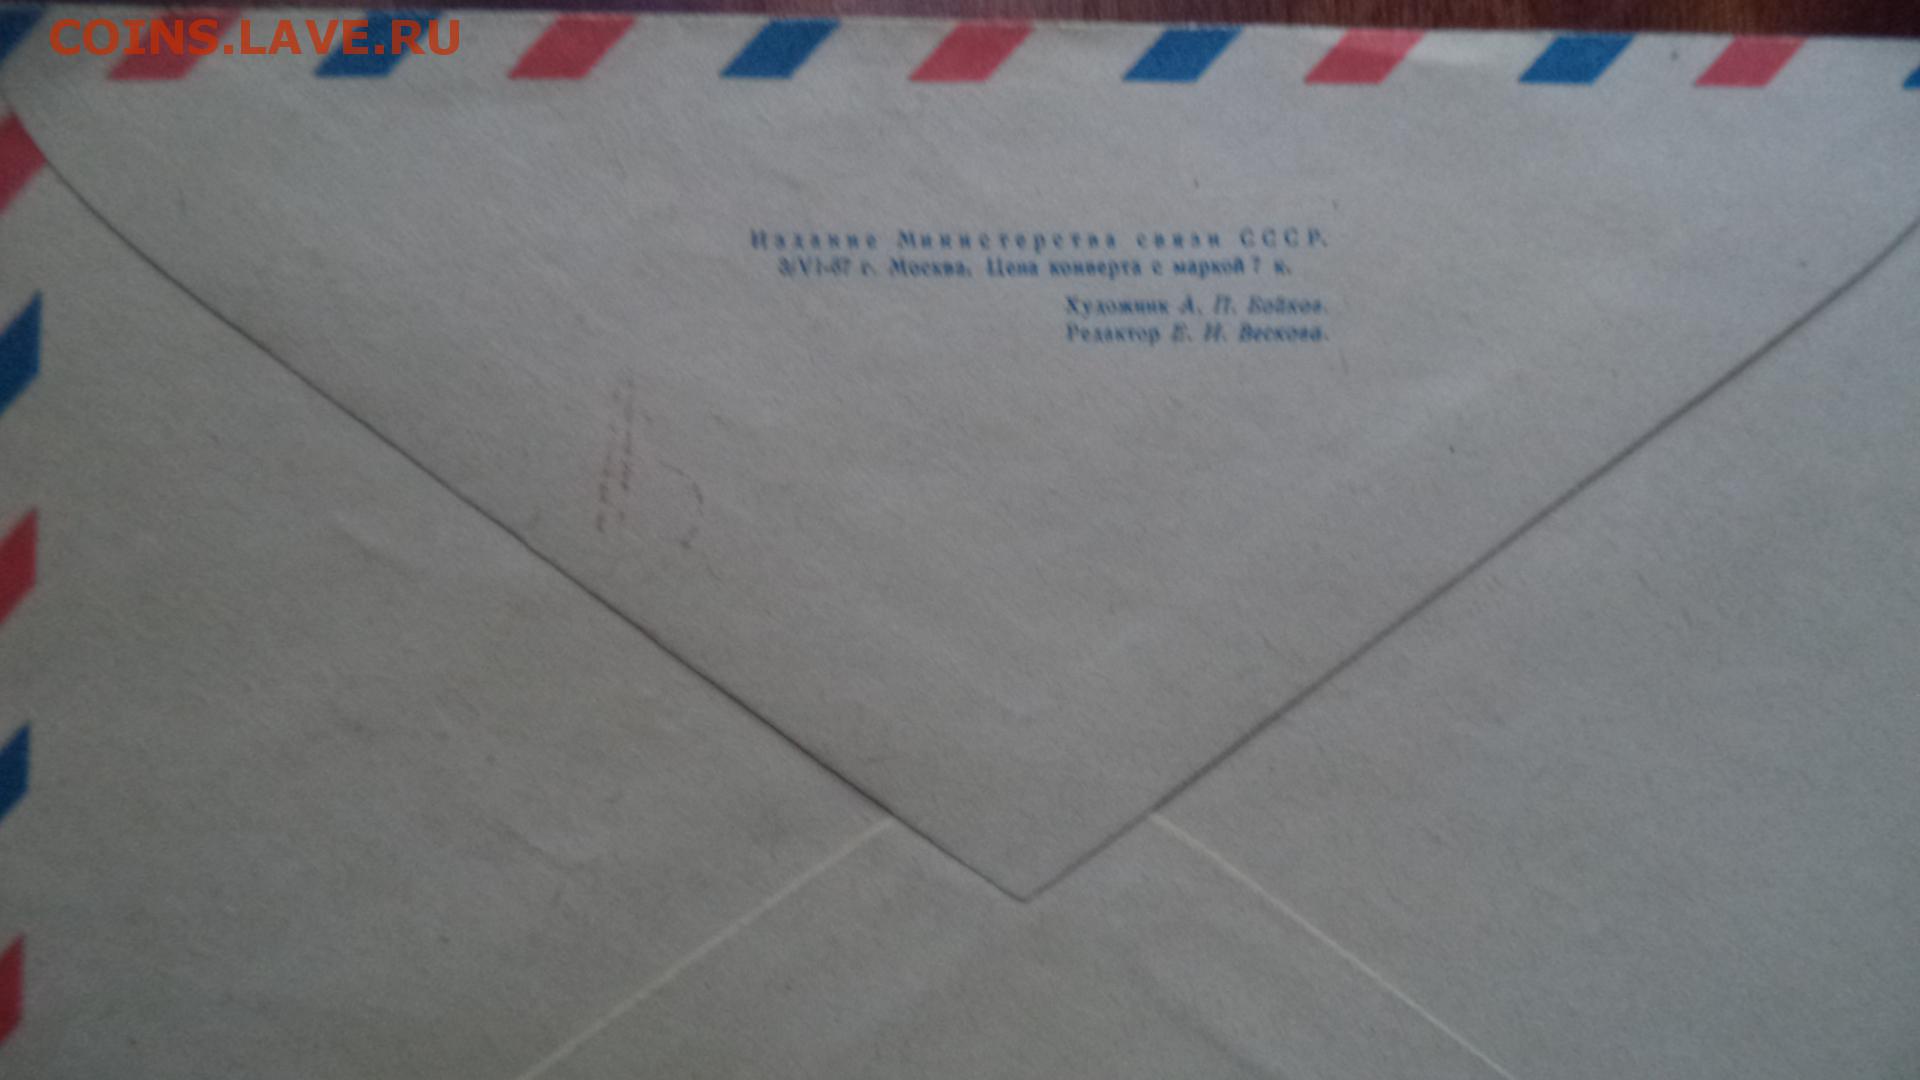 COINS.LAVE.RU
Издание Министерства связи СССР.
3/VI-67 г. Москва. Цена конверта с маркой 7 к.
Художник А. П. Бойков.
Редактор Е. И. Вескова.